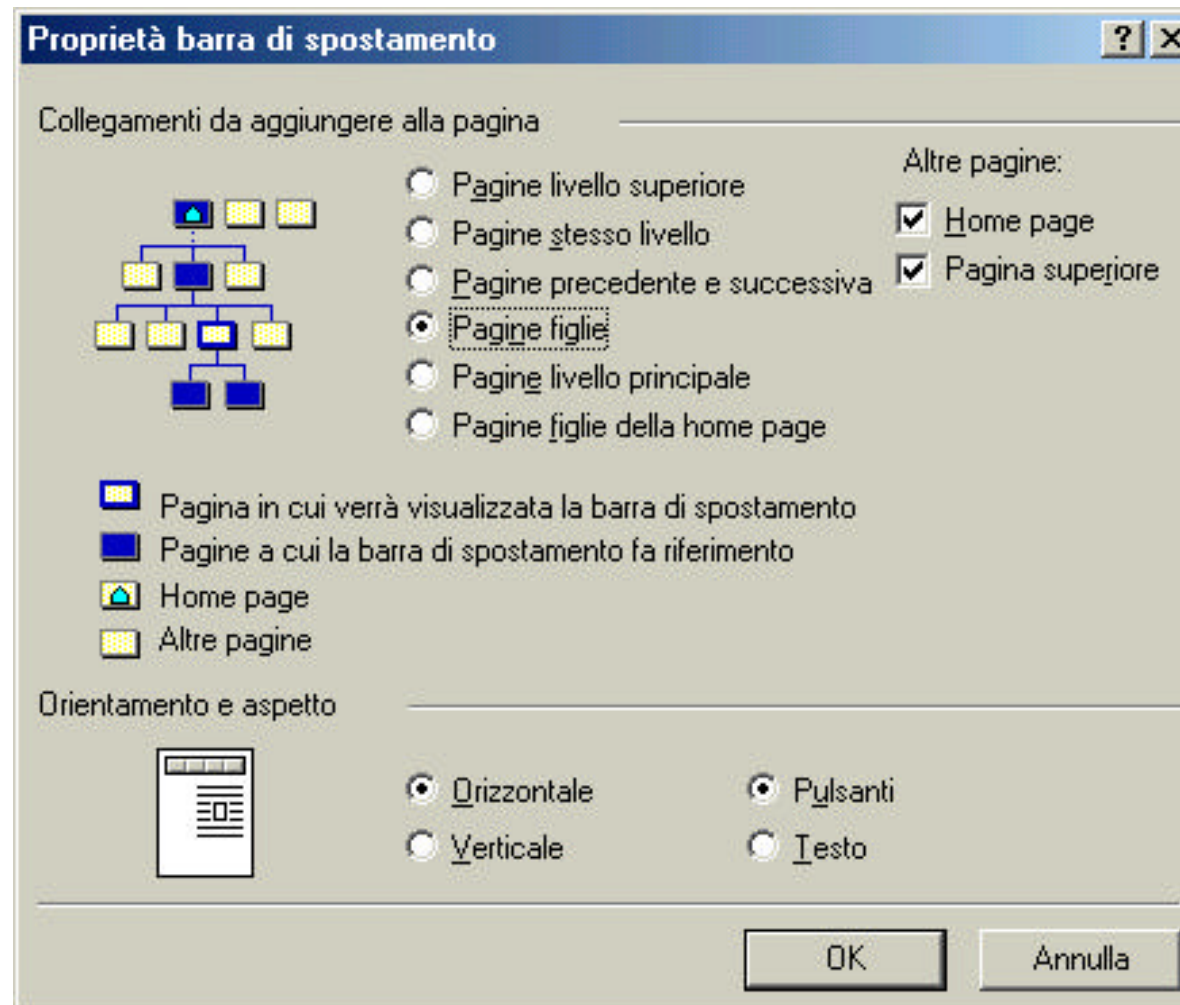 Proprietà barra di spostamento
Collegamenti da aggiungere alla pagina
Pagine livello superiore
Pagine stesso livello
Pagine precedente e successiva
Pagine figlie
Pagine livello principale
Pagine figlie della home page
Altre pagine:
Home page
Pagina superiore
Pagina in cui verrà visualizzata la barra di spostamento
Pagine a cui la barra di spostamento fa riferimento
Home page
Altre pagine
Orientamento e aspetto
Orizzontale
Verticale
Pulsanti
Testo
OK
Annulla